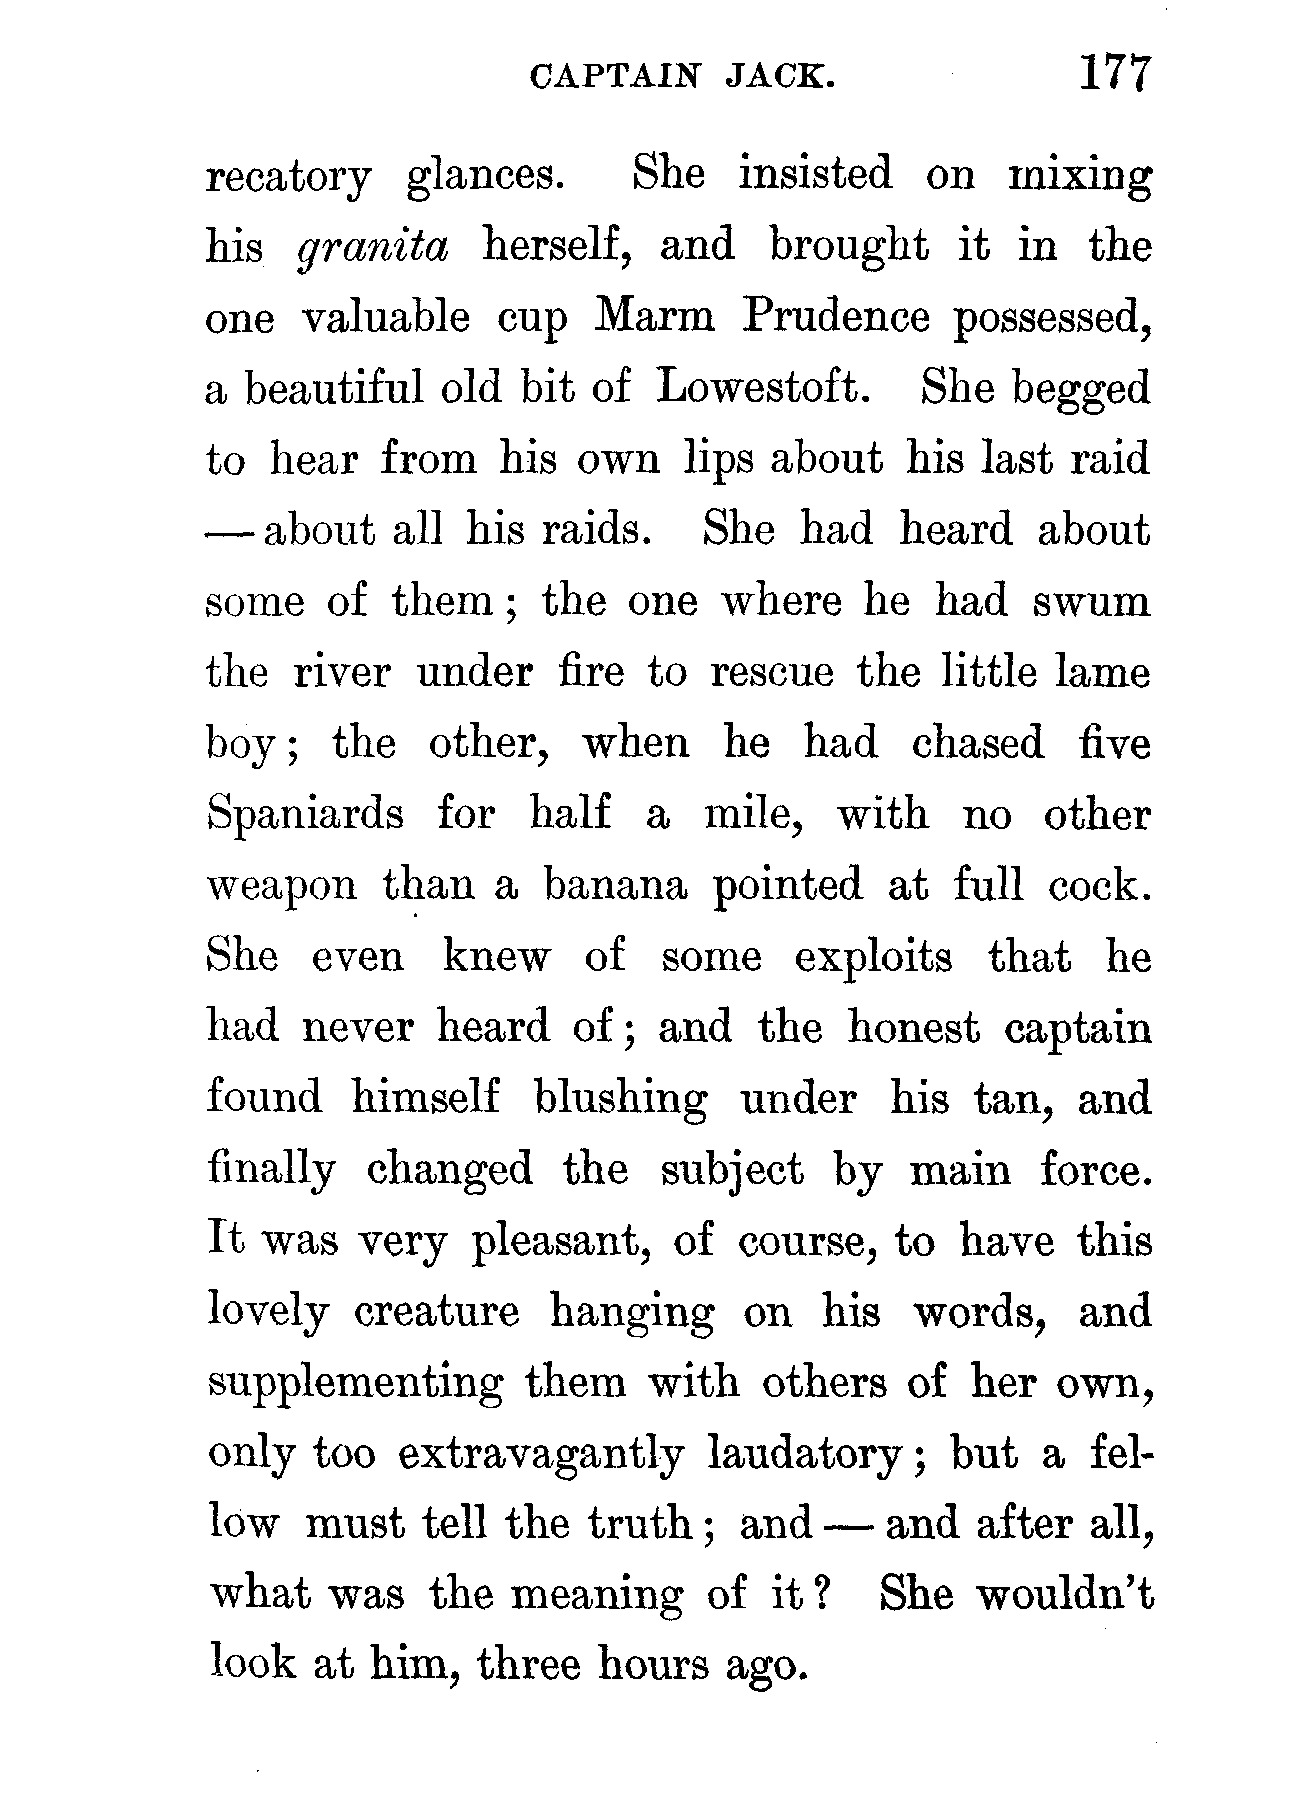 CAPTAIN JACK. 177
recatory glances. She insisted on mixing
his granita herself, and brought it in the
one valuable cup Marm Prudence possessed,
a beautiful old bit of Lowestoft. She begged
to hear from his own lips about his last raid
— about all his raids. She had heard about
some of them ; the one where he had swum
the river under fire to rescue the little lame
boy ; the other, when he had chased five
Spaniards for half a mile, with no other
weapon than a banana pointed at full cock.
She even knew of some exploits that he
had never heard of ; and the honest captain
found himself blushing under his tan, and
finally changed the subject by main force.
It was very pleasant, of course, to have this
lovely creature hanging on his words, and
supplementing them with others of her own,
only too extravagantly laudatory ; but a fel-
low must tell the truth ; and — and after all,
what was the meaning of it ? She wouldn't
look at him, three hours ago.